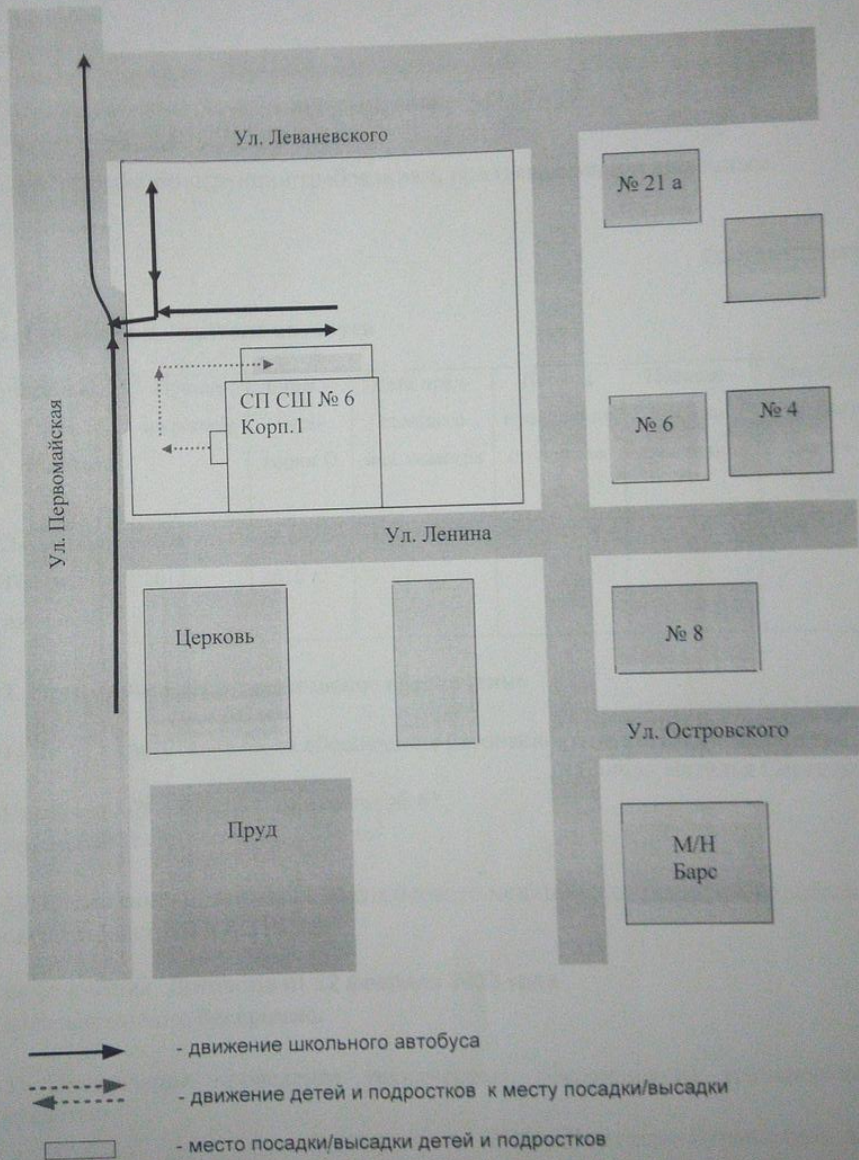 Ул. Леваневского
№ 21 а
СП СШ № 6
Корп.1
№ 6
№ 4
Ул. Первомайская
Ул. Ленина
Церковь
№ 8
Ул. Островского
Пруд
М/Н
Барс
- движение школьного автобуса
- движение детей и подростков к месту посадки/высадки
- место посадки/высадки детей и подростков